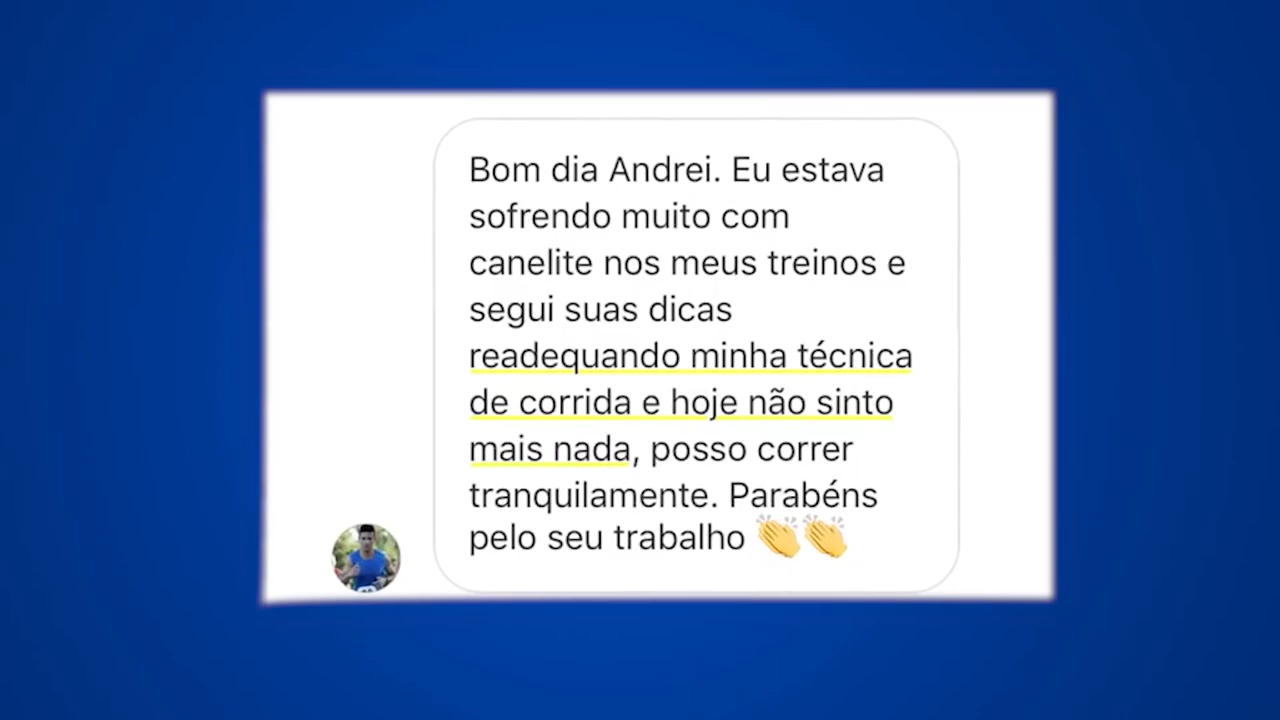 Bom dia Andrei. Eu estava
sofrendo muito com
canelite nos meus treinos e
segui suas dicas
readequando minha técnica
de corrida e hoje não sinto
mais nada, posso correr
tranquilamente. Parabéns
pelo seu trabalho 👏👏